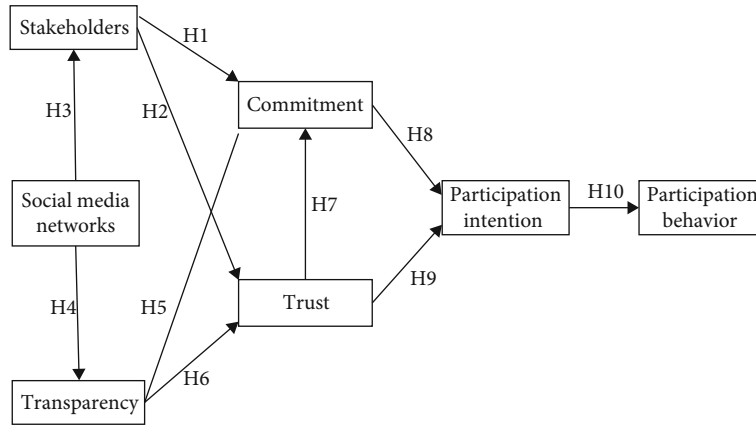 Stakeholders
H1
Commitment
H3
H2
H8
Social media
networks
H7
Participation
intention
H10
Participation
behavior
H4
H5
Trust
H9
H6
Transparency